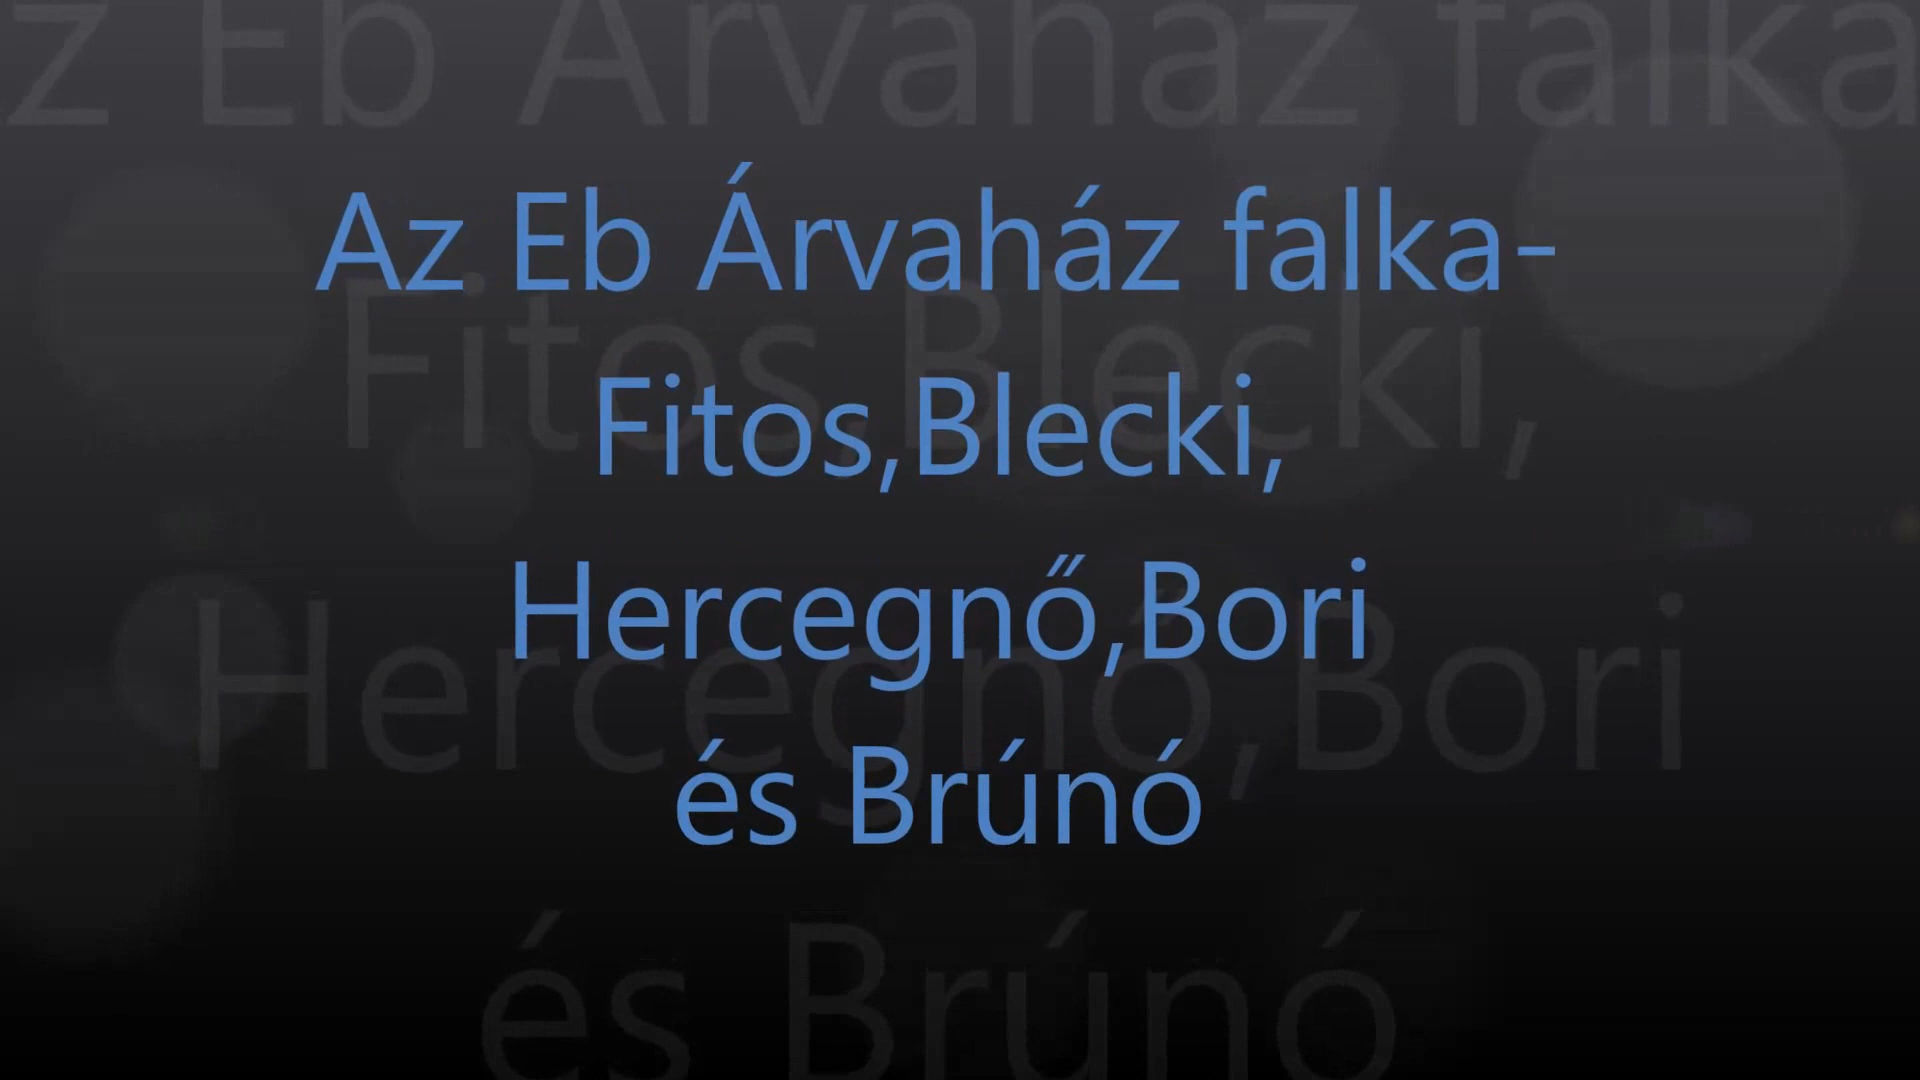 Az Eb Árvaház falka-
Fitos,Blecki,
Hercegnő,Bori
és Brúnó